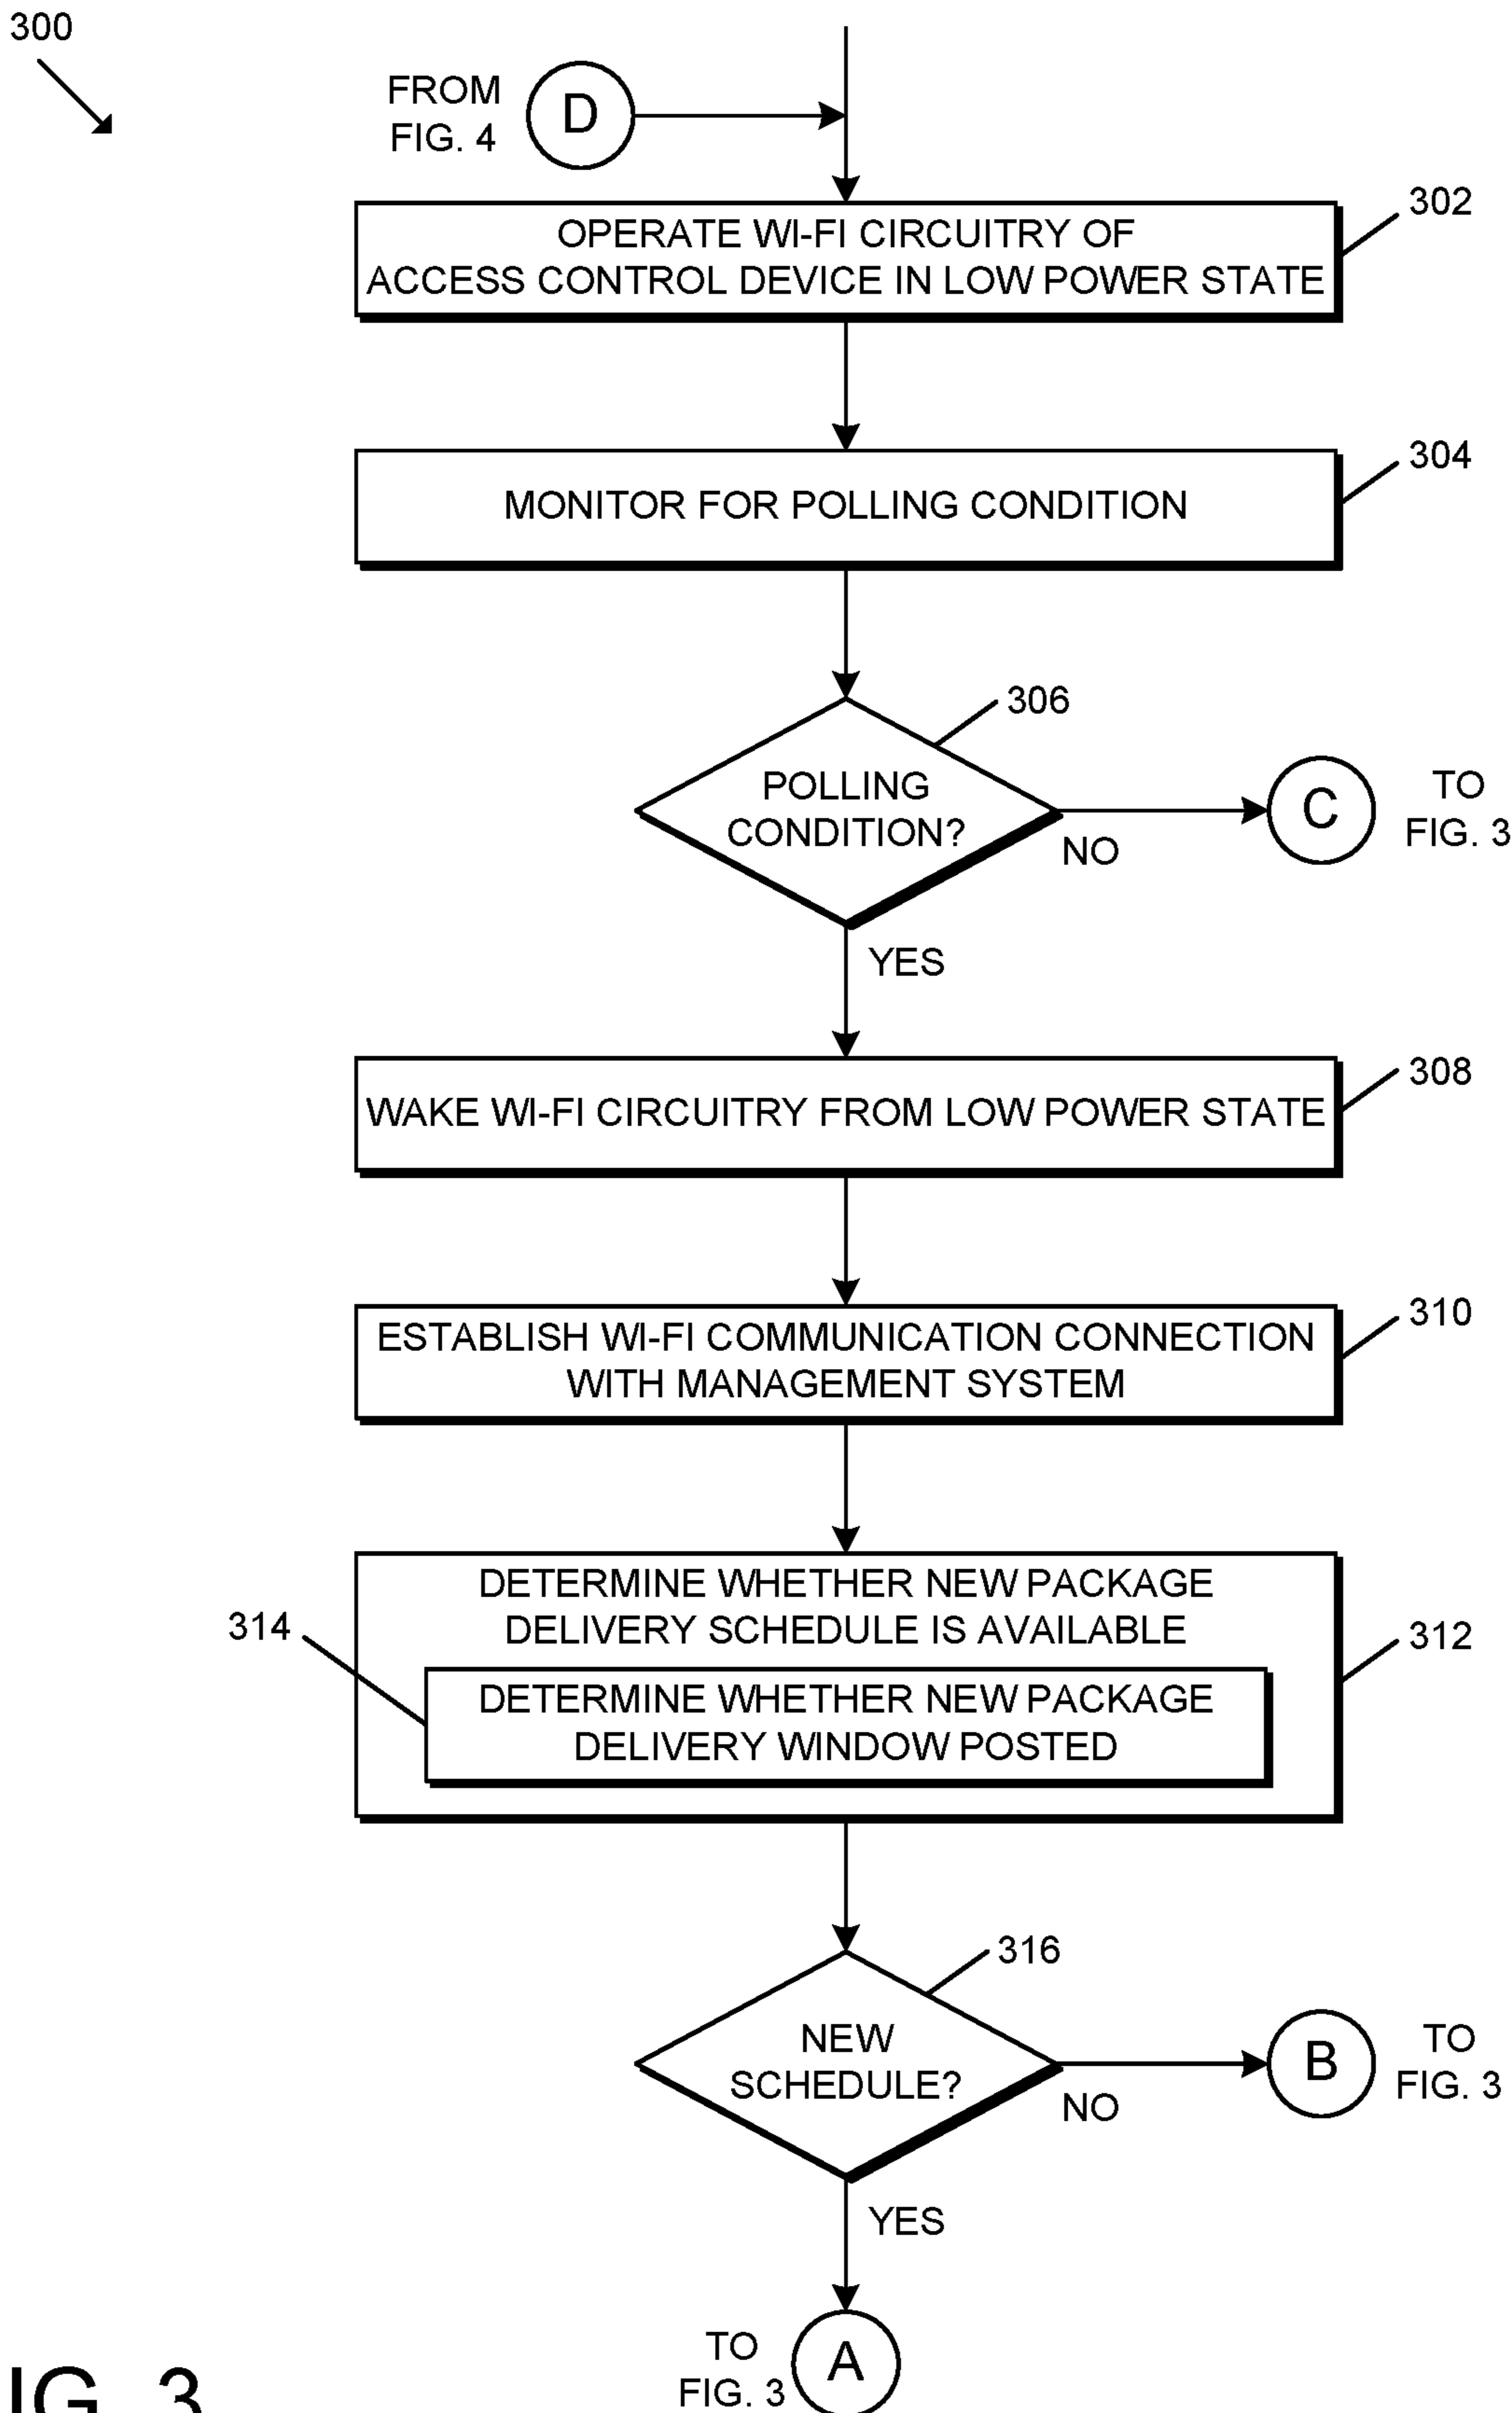 300
FROM
FIG. 4
D
302
OPERATE WI-FI CIRCUITRY OF
ACCESS CONTROL DEVICE IN LOW POWER STATE
304
MONITOR FOR POLLING CONDITION
306
POLLING
CONDITION?
NO
C
TO
FIG. 3
YES
308
WAKE WI-FI CIRCUITRY FROM LOW POWER STATE
310
ESTABLISH WI-FI COMMUNICATION CONNECTION
WITH MANAGEMENT SYSTEM
312
DETERMINE WHETHER NEW PACKAGE
DELIVERY SCHEDULE IS AVAILABLE
314
DETERMINE WHETHER NEW PACKAGE
DELIVERY WINDOW POSTED
316
NEW
SCHEDULE?
NO
B
TO
FIG. 3
YES
TO
FIG. 3
A
IG. 3